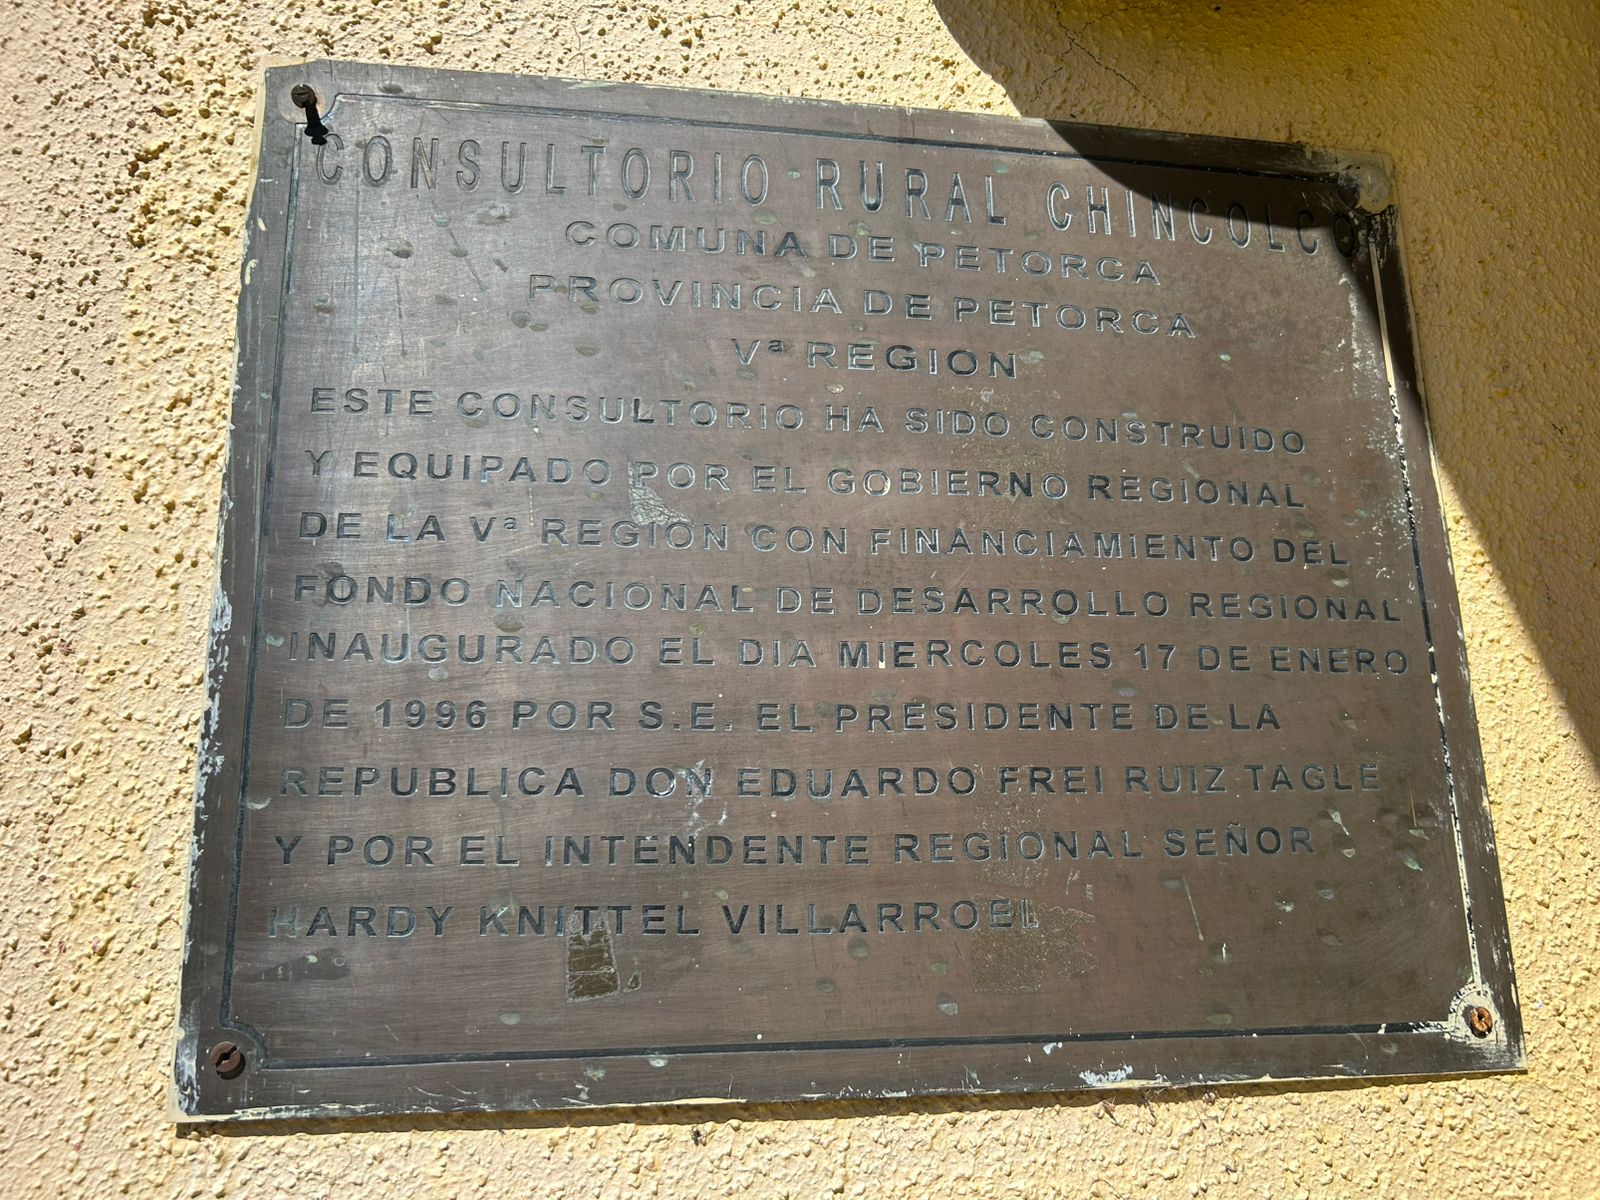 CONSULTORIO RURAL CHINCOLCO
COMUNA DE PETORCA
PROVINCIA DE PETORCA
Vª REGION
ESTE CONSULTORIO HA SIDO CONSTRUIDO
Y EQUIPADO POR EL GOBIERNO REGIONAL
DE LA Vª REGION CON FINANCIAMIENTO DEL
FONDO NACIONAL DE DESARROLLO REGIONAL
INAUGURADO EL DIA MIERCOLES 17 DE ENERO
DE 1996 POR S.E. EL PRESIDENTE DE LA
REPUBLICA DON EDUARDO FREI RUIZ TAGLE
Y POR EL INTENDENTE REGIONAL SEÑOR
HARDY KNITTEL VILLARROEL